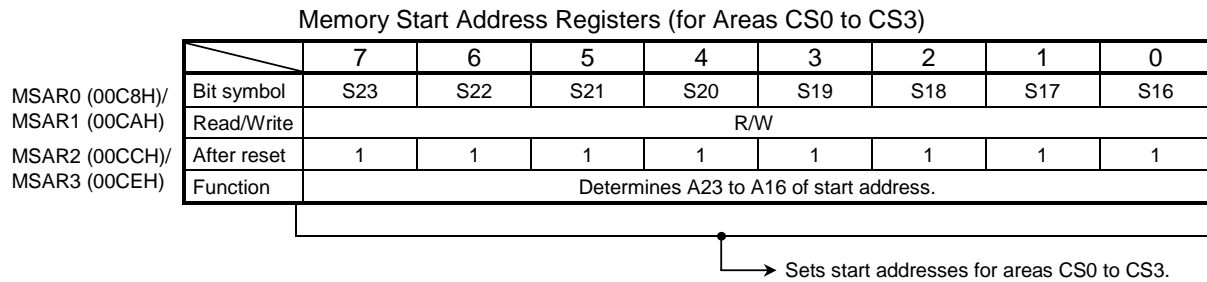 Memory Start Address Registers (for Areas CS0 to CS3)
7 6 5 4 3 2 1 0
MSAR0 (00C8H)/
MSAR1 (00CAH)
MSAR2 (00CCH)/
MSAR3 (00CEH)
Bit symbol S23 S22 S21 S20 S19 S18 S17 S16
Read/Write R/W
After reset 1 1 1 1 1 1 1 1
Function Determines A23 to A16 of start address.
Sets start addresses for areas CS0 to CS3.